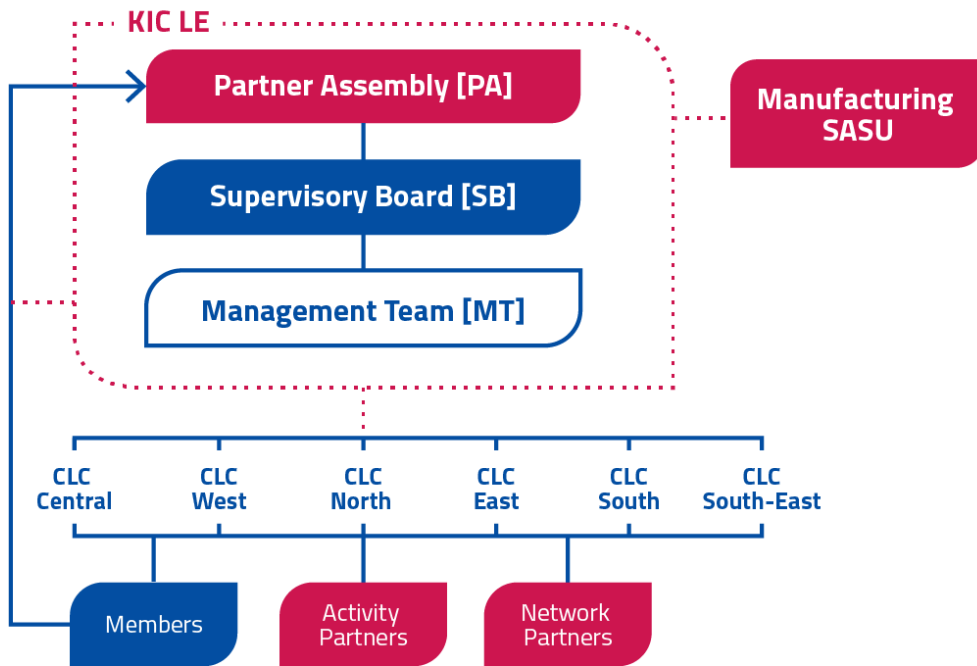 KIC LE
Partner Assembly [PA]
Manufacturing
SASU
Supervisory Board [SB]
Management Team [MT]
CLC
Central
CLC
West
CLC
North
CLC
East
CLC
South
CLC
South-East
Members
Activity
Partners
Network
Partners